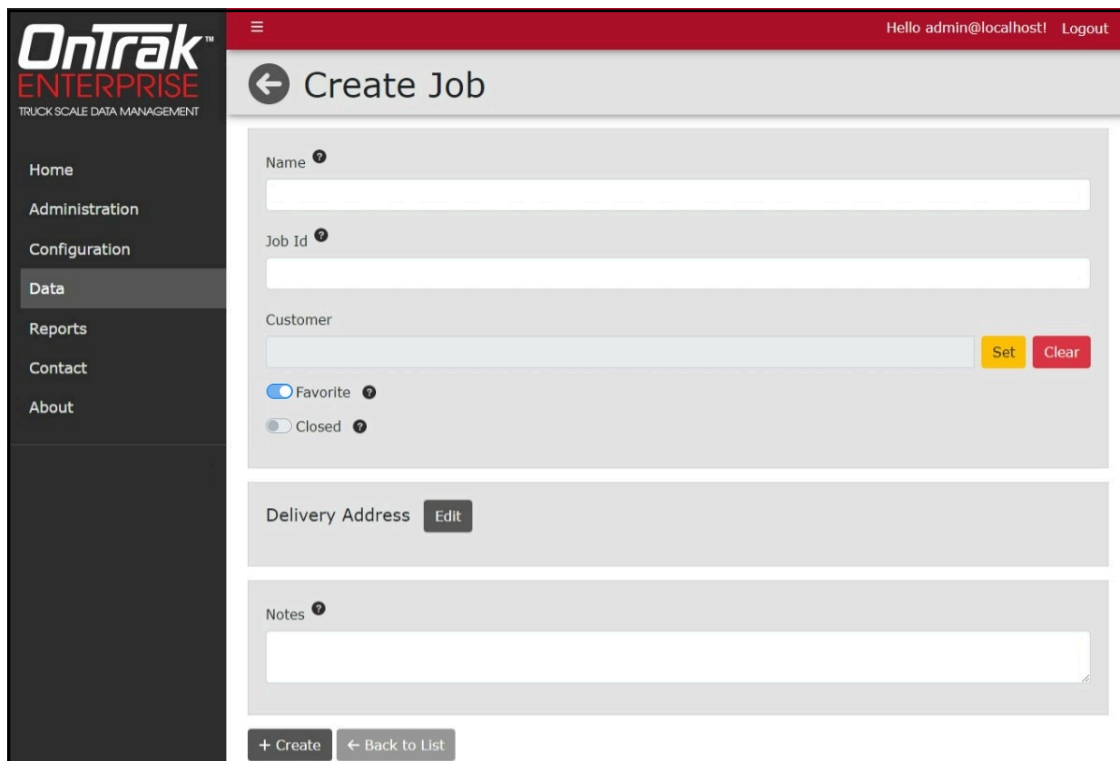 OnTrak™
ENTERPRISE
TRUCK SCALE DATA MANAGEMENT
Home
Administration
Configuration
Data
Reports
Contact
About
Hello admin@localhost! Logout
Create Job
Name
Job Id
Customer
Set Clear
Favorite
Closed
Delivery Address Edit
Notes
+ Create ← Back to List